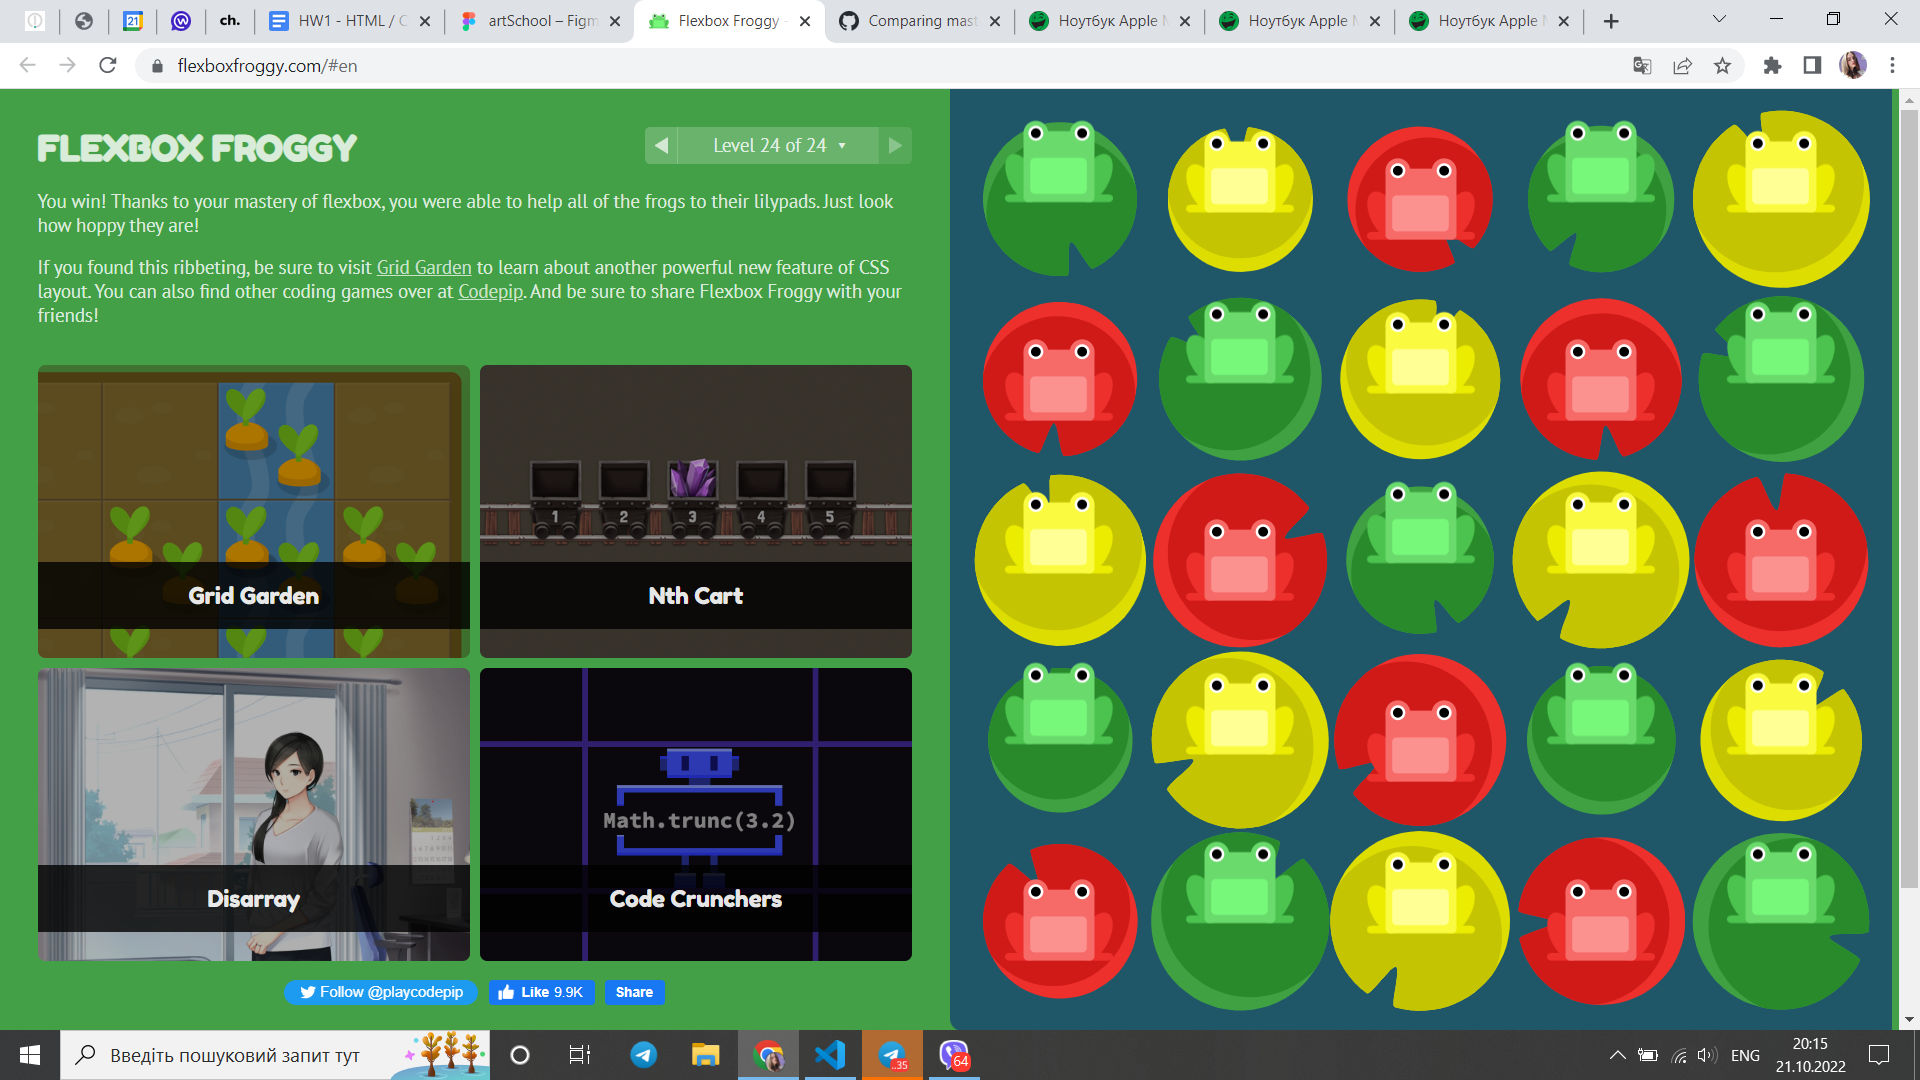 21
ch.
HW1 - HTML / C
artSchool – Figm
Flexbox Froggy -
Comparing mast
Ноутбук Apple
Ноутбук Apple
Ноутбук Apple
flexboxfroggy.com/#en
FLEXBOX FROGGY
Level 24 of 24
You win! Thanks to your mastery of flexbox, you were able to help all of the frogs to their lilypads. Just look
how hoppy they are!
If you found this ribbeting, be sure to visit Grid Garden to learn about another powerful new feature of CSS
layout. You can also find other coding games over at Codepip. And be sure to share Flexbox Froggy with your
friends!
1 2 3 4 5
Grid Garden
Nth Cart
Math.trunc(3.2)
Disarray
Code Crunchers
Follow @playcodepip
Like 9.9K
Share
Введіть пошуковий запит тут
..35
64
ENG
20:15
21.10.2022